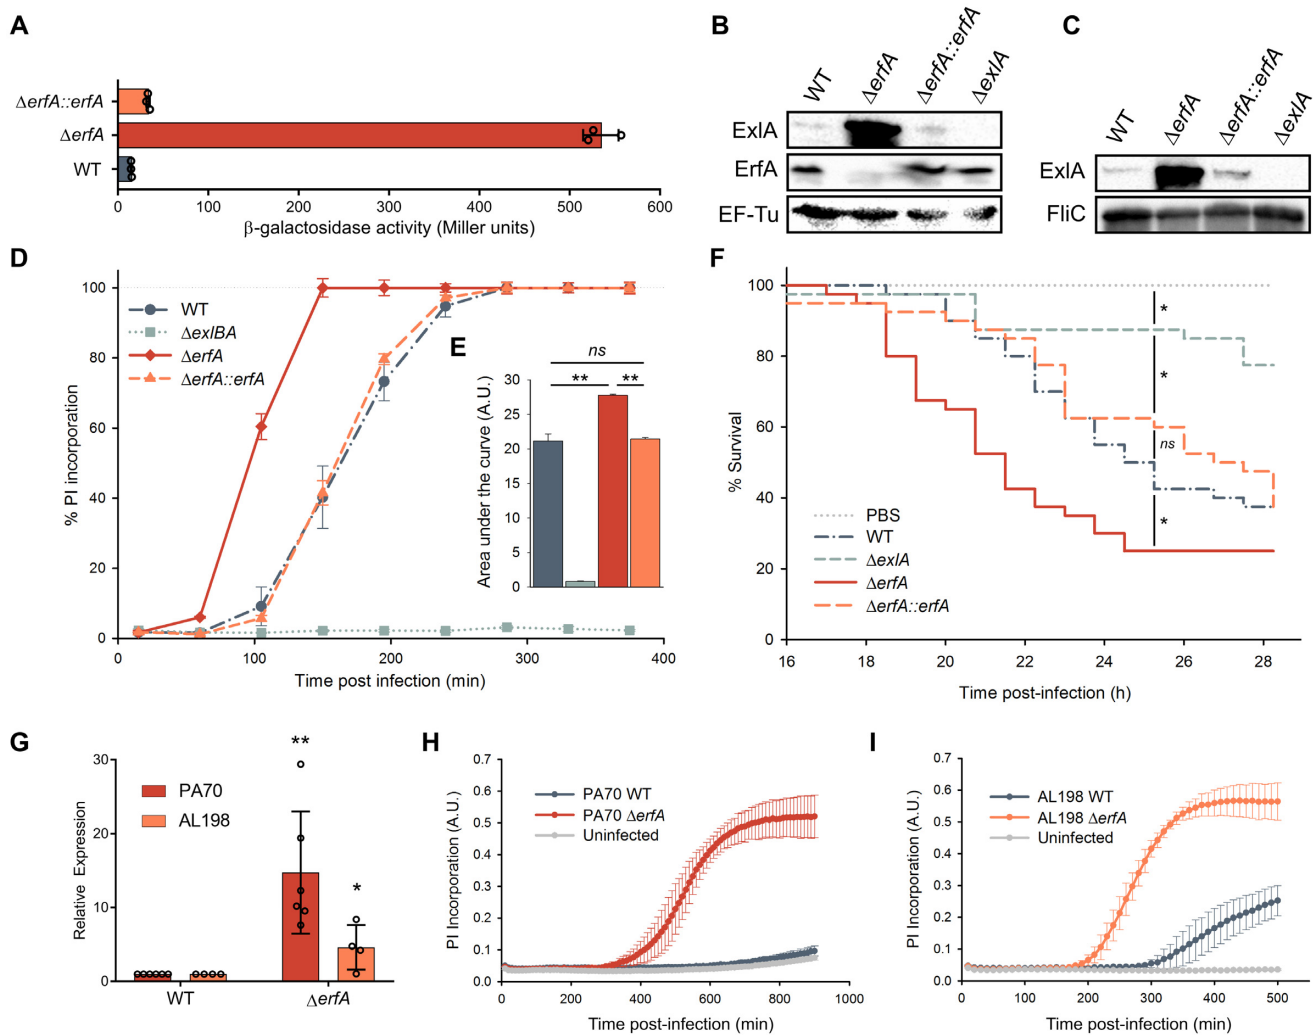 A
ΔerfA::erfA
ΔerfA
WT
0 100 200 300 400 500 600
β-galactosidase activity (Miller units)
B
WT ΔerfA ΔerfA::erfA ΔexlA
ExlA
ErfA
EF-Tu
C
WT ΔerfA ΔerfA::erfA ΔexlA
ExlA
FliC
D
100
80
60
40
20
0
% PI incorporation
WT
ΔexlBA
ΔerfA
ΔerfA::erfA
0 100 200 300 400
Time post infection (min)
E
ns
** **
30
25
20
15
10
5
0
Area under the curve (A.U.)
F
100
80
60
40
20
0
% Survival
*
*
ns
*
PBS
WT
ΔexlA
ΔerfA
ΔerfA::erfA
16 18 20 22 24 26 28
Time post-infection (h)
G
30
20
10
0
Relative Expression
PA70
AL198
**
*
WT ΔerfA
H
0.7
0.6
0.5
0.4
0.3
0.2
0.1
0.0
PI Incorporation (A.U.)
PA70 WT
PA70 ΔerfA
Uninfected
0 200 400 600 800 1000
Time post-infection (min)
I
0.7
0.6
0.5
0.4
0.3
0.2
0.1
0.0
PI Incorporation (A.U.)
AL198 WT
AL198 ΔerfA
Uninfected
0 100 200 300 400 500
Time post-infection (min)